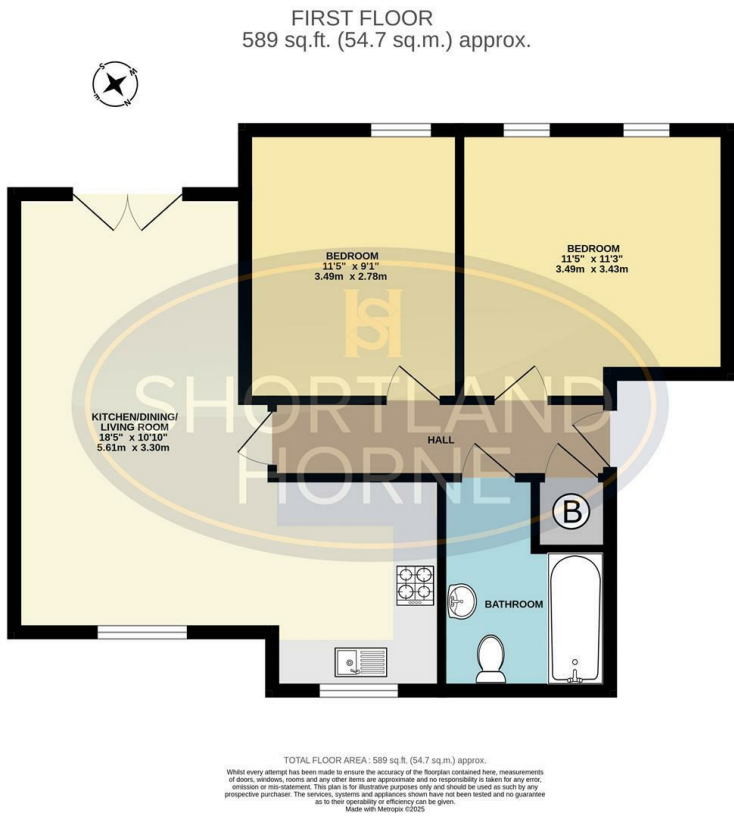 FIRST FLOOR
589 sq.ft. (54.7 sq.m.) approx.
S W
E N
BEDROOM
11'5" x 9'1"
3.49m x 2.78m
BEDROOM
11'5" x 11'3"
3.49m x 3.43m
SHORTLAND
HORNE
KITCHEN/DINING/
LIVING ROOM
18'5" x 10'10"
5.61m x 3.30m
HALL
B
BATHROOM
TOTAL FLOOR AREA : 589 sq.ft. (54.7 sq.m.) approx.
Whilst every attempt has been made to ensure the accuracy of the floorplan contained here, measurements
of doors, windows, rooms and any other items are approximate and no responsibility is taken for any error,
omission or mis-statement. This plan is for illustrative purposes only and should be used as such by any
prospective purchaser. The services, systems and appliances shown have not been tested and no guarantee
as to their operability or efficiency can be given.
Made with Metropix ©2025